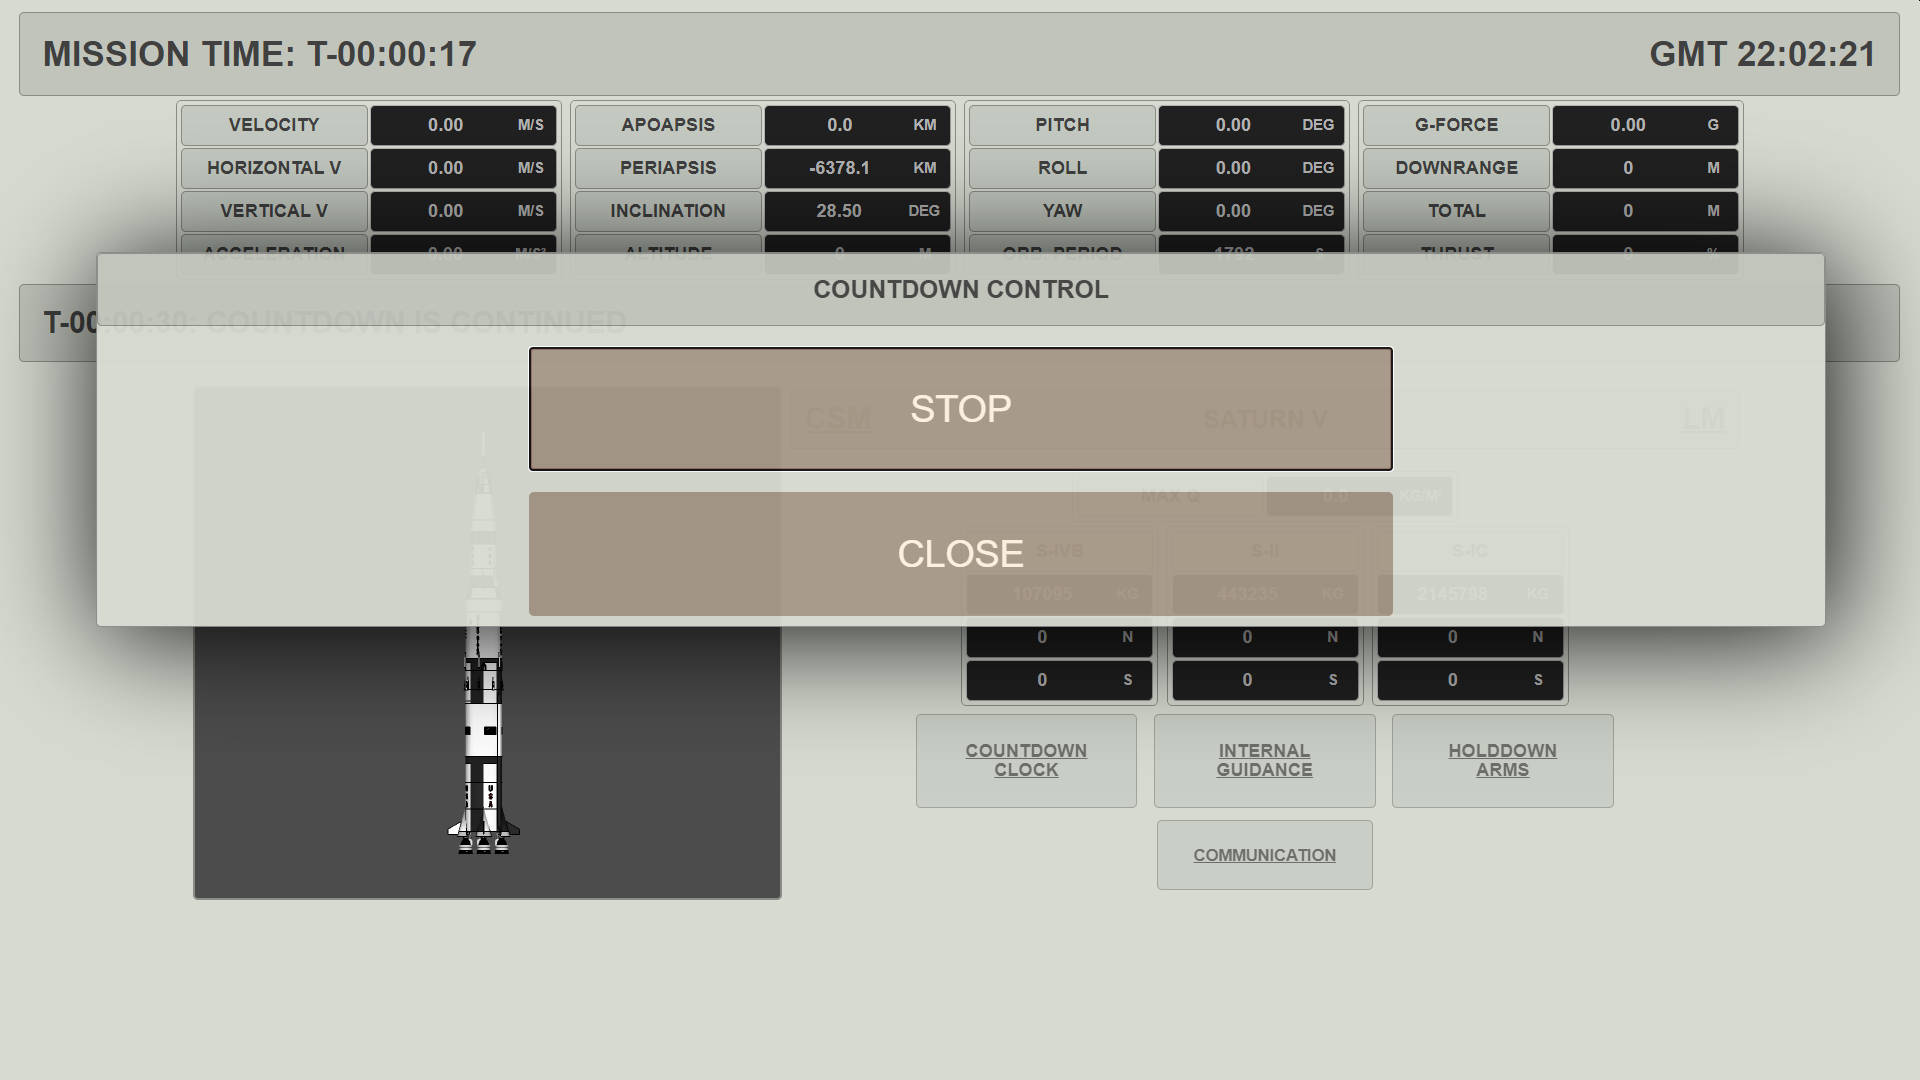 MISSION TIME: T-00:00:17
GMT 22:02:21
VELOCITY 0.00 M/S
APOAPSIS 0.0 KM
PITCH 0.00 DEG
G-FORCE 0.00 G
HORIZONTAL V 0.00 M/S
PERIAPSIS -6378.1 KM
ROLL 0.00 DEG
DOWNRANGE 0 M
VERTICAL V 0.00 M/S
INCLINATION 28.50 DEG
YAW 0.00 DEG
TOTAL 0 M
ACCELERATION 0.00 M/S²
ALTITUDE 0 M
ORB. PERIOD 1792 S
THRUST 0 %
COUNTDOWN CONTROL
T-00:00:30: COUNTDOWN IS CONTINUED
STOP
CSM SATURN V LM
MAX Q 0.0 KG/M²
CLOSE
S-IVB S-II S-IC
107095 KG 443235 KG 2145798 KG
0 N 0 N 0 N
0 S 0 S 0 S
COUNTDOWN
CLOCK
INTERNAL
GUIDANCE
HOLDDOWN
ARMS
COMMUNICATION
USA